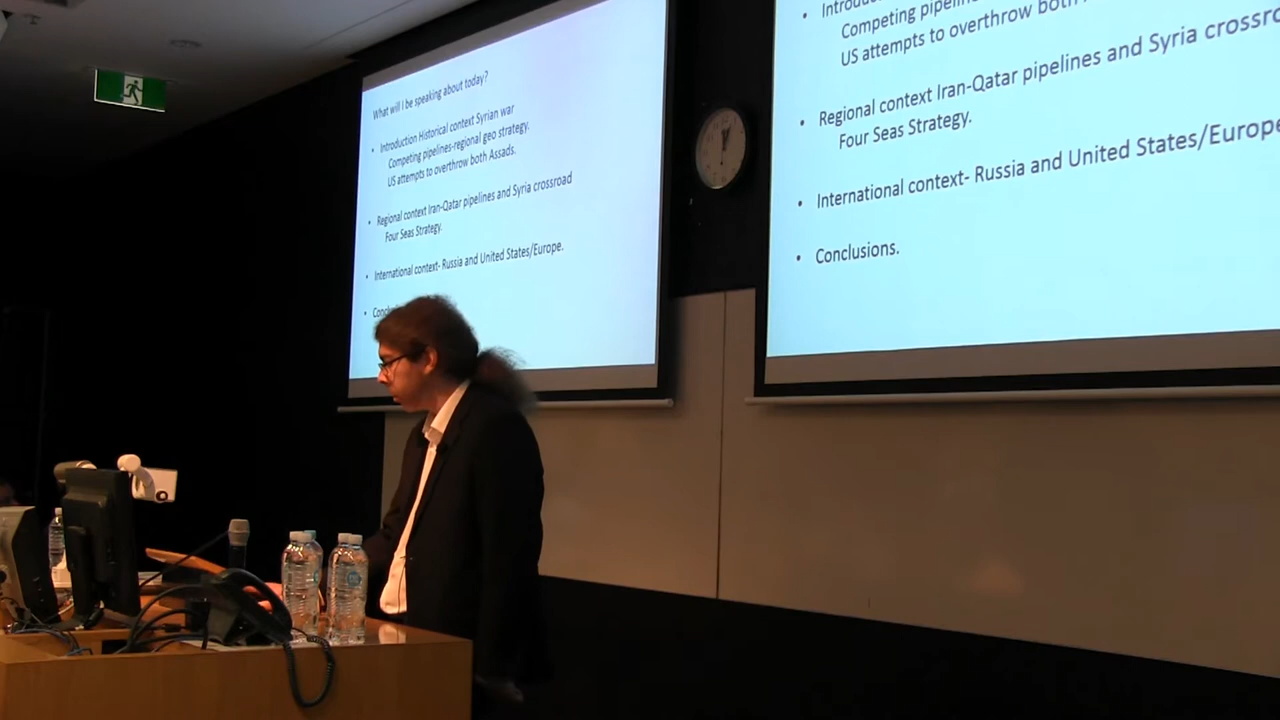 What will I be speaking about today?
• Introduction Historical context Syrian war
Competing pipelines-regional geo strategy.
US attempts to overthrow both Assads.
• Regional context Iran-Qatar pipelines and Syria crossroad
Four Seas Strategy.
• International context- Russia and United States/Europe.
•
Competing
US attempts to overthrow both
• Regional context Iran-Qatar pipelines and Syria
Four Seas Strategy.
• International context- Russia and United States/Europe
• Conclusions.